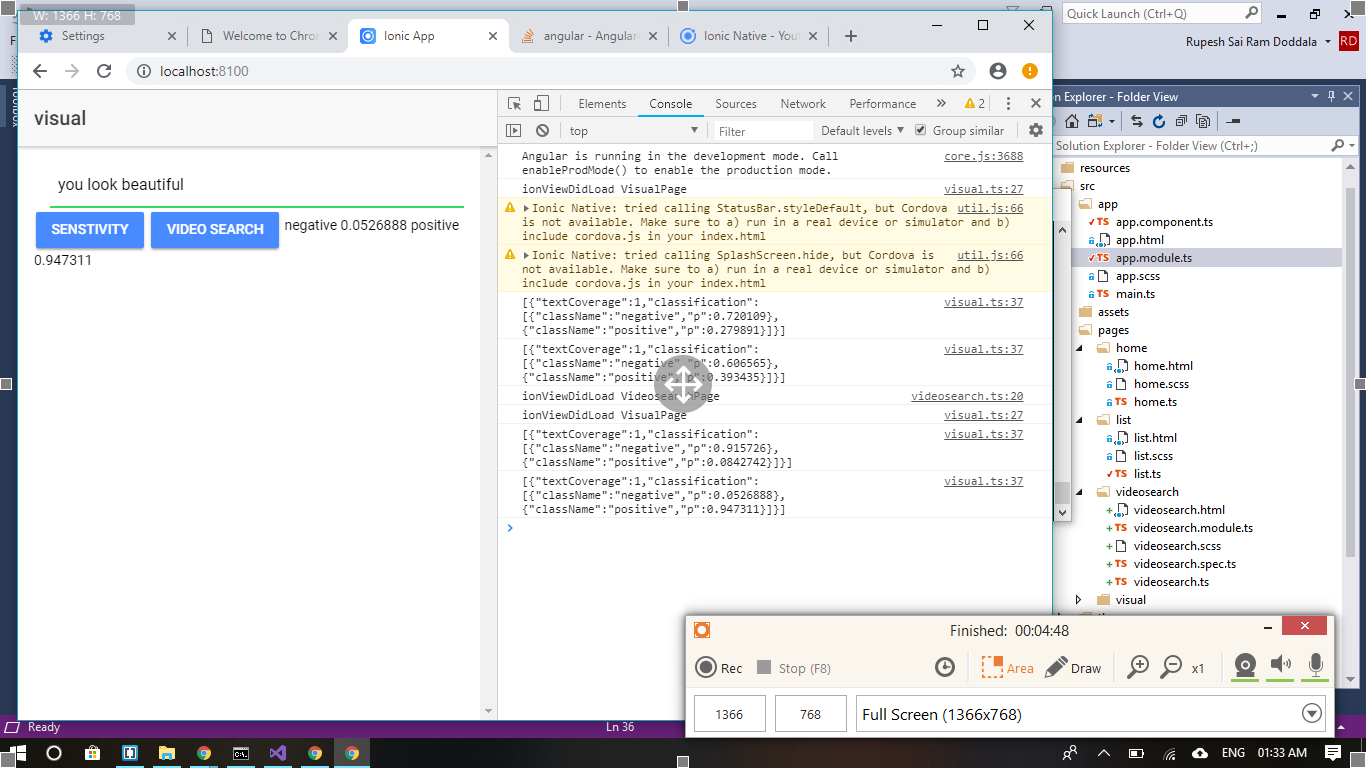 W: 1366 H: 768
Settings
Welcome to Chro
Ionic App
angular - Angular
Ionic Native - Yout
Quick Launch (Ctrl+Q)
Rupesh Sai Ram Doddala
RD
localhost:8100
visual
you look beautiful
SENSTIVITY
VIDEO SEARCH
negative 0.0526888 positive
0.947311
Elements
Console
Sources
Network
Performance
»
2
top
Filter
Default levels
Group similar
Angular is running in the development mode. Call core.js:3688
enableProdMode() to enable the production mode.
ionViewDidLoad VisualPage visual.ts:27
Ionic Native: tried calling StatusBar.styleDefault, but Cordova util.js:66
is not available. Make sure to a) run in a real device or simulator and b)
include cordova.js in your index.html
Ionic Native: tried calling SplashScreen.hide, but Cordova is util.js:66
not available. Make sure to a) run in a real device or simulator and b)
include cordova.js in your index.html
[{"textCoverage":1,"classification": visual.ts:37
[{"className":"negative","p":0.720109},
{"className":"positive","p":0.279891}]}]
[{"textCoverage":1,"classification": visual.ts:37
[{"className":"negative","p":0.606565},
{"className":"positive","p":0.393435}]}]
ionViewDidLoad VideosearchPage videosearch.ts:20
ionViewDidLoad VisualPage visual.ts:27
[{"textCoverage":1,"classification": visual.ts:37
[{"className":"negative","p":0.915726},
{"className":"positive","p":0.0842742}]}]
[{"textCoverage":1,"classification": visual.ts:37
[{"className":"negative","p":0.0526888},
{"className":"positive","p":0.947311}]}]
n Explorer - Folder View
Solution Explorer - Folder View (Ctrl+;)
resources
src
app
TS app.component.ts
app.html
TS app.module.ts
app.scss
TS main.ts
assets
pages
home
home.html
home.scss
TS home.ts
list
list.html
list.scss
TS list.ts
videosearch
videosearch.html
TS videosearch.module.ts
videosearch.scss
TS videosearch.spec.ts
TS videosearch.ts
visual
Finished: 00:04:48
Rec
Stop (F8)
Area
Draw
x1
1366
768
Full Screen (1366x768)
Ready
Ln 36
ENG
01:33 AM